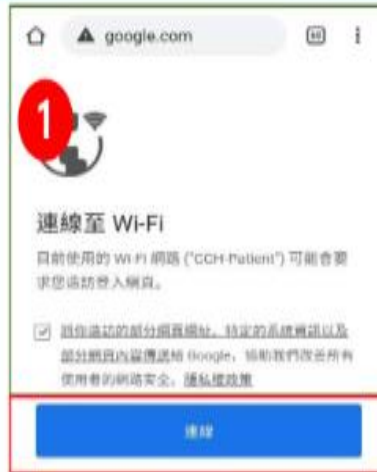 google.com
1
連線至 Wi-Fi
目前使用的 Wi-Fi 網路 ("CCH-Patient") 可能會要
求您造訪登入網頁。
將你造訪的部分網頁網址、特定的系統資訊以及
部分網頁內容傳送給 Google，協助我們改善所有
使用者的網路安全。隱私權政策
連線